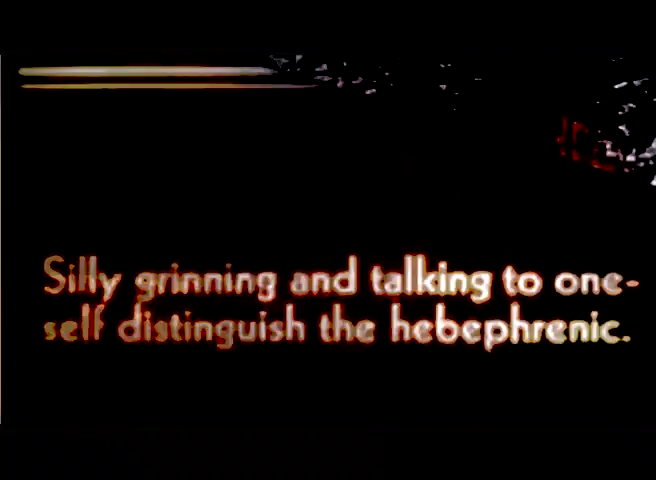 Silly grinning and talking to one-
self distinguish the hebephrenic.